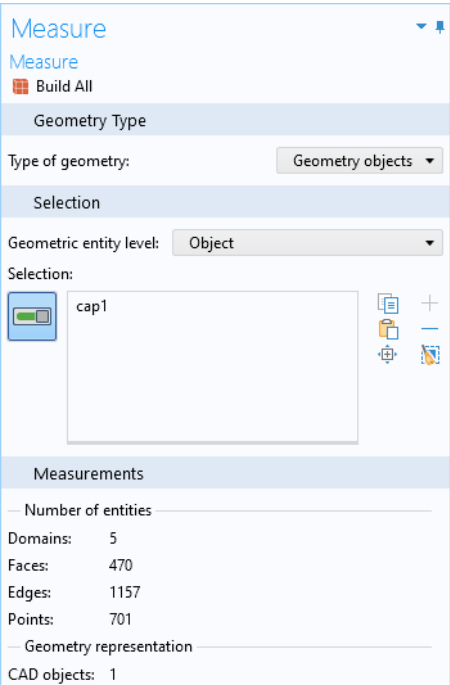 Measure
Measure
Build All
Geometry Type
Type of geometry: Geometry objects
Selection
Geometric entity level: Object
Selection:
cap1
Measurements
Number of entities
Domains: 5
Faces: 470
Edges: 1157
Points: 701
Geometry representation
CAD objects: 1